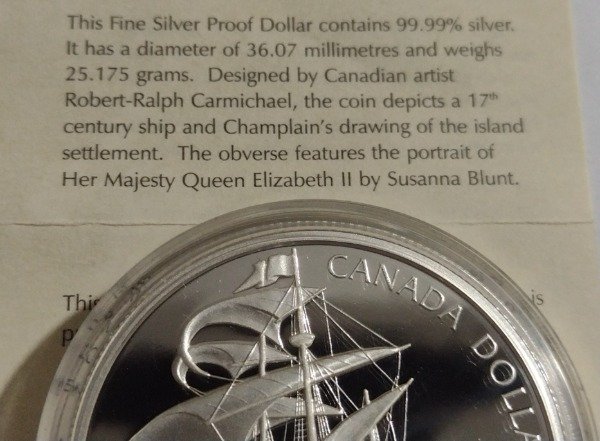 This Fine Silver Proof Dollar contains 99.99% silver.
It has a diameter of 36.07 millimetres and weighs
25.175 grams.  Designed by Canadian artist
Robert-Ralph Carmichael, the coin depicts a 17th
century ship and Champlain's drawing of the island
settlement.  The obverse features the portrait of
Her Majesty Queen Elizabeth II by Susanna Blunt.
CANADA DOLLA